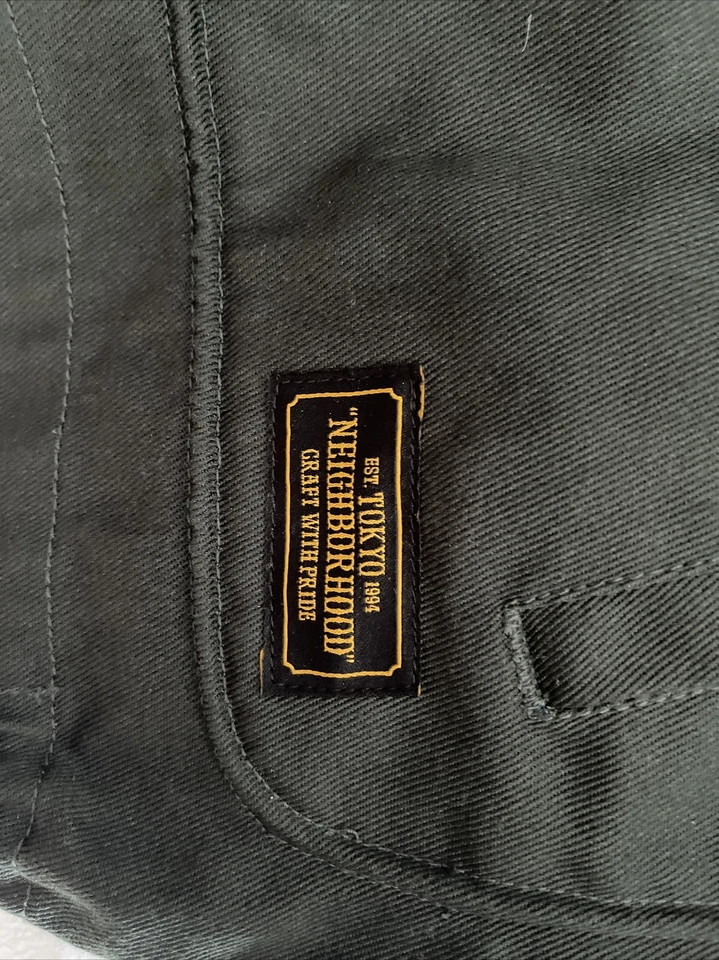 EST. TOKYO 1994
"NEIGHBORHOOD"
CRAFT WITH PRIDE